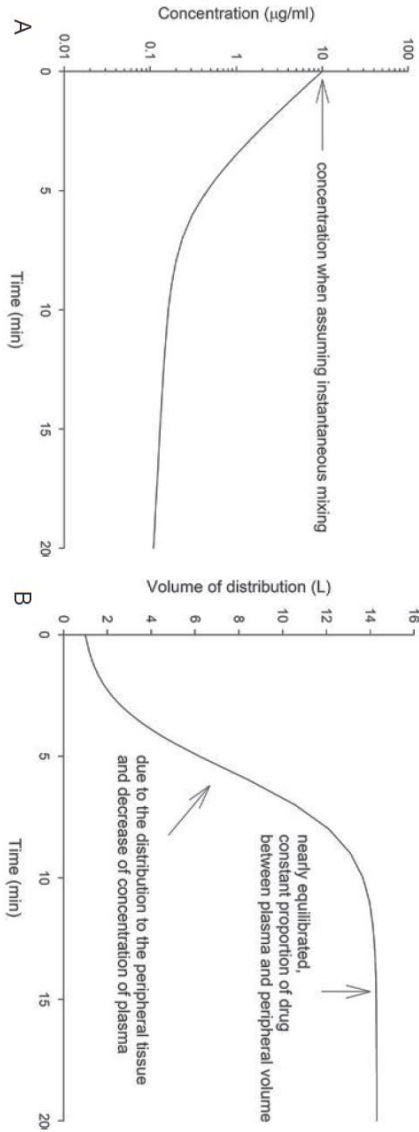 A
Concentration (μg/ml)
100
10
1
0.1
0.01
concentration when assuming instantaneous mixing
0
5
10
15
20
Time (min)
B
Volume of distribution (L)
16
14
12
10
8
6
4
2
0
nearly equilibrated,
constant proportion of drug
between plasma and peripheral volume
due to the distribution to the peripheral tissue
and decrease of concentration of plasma
0
5
10
15
20
Time (min)